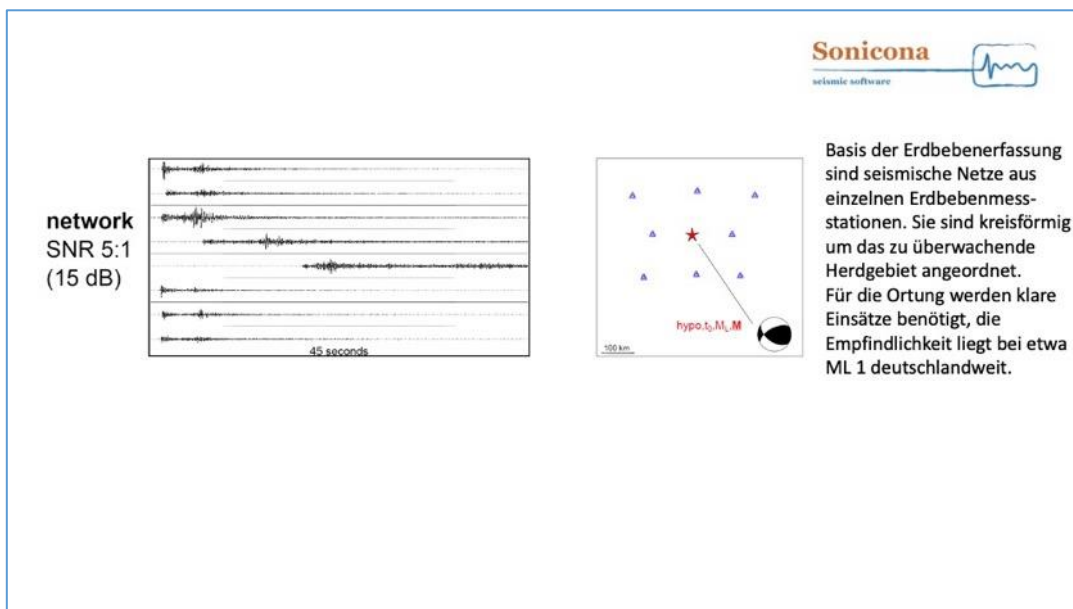 Sonicona
seismic software
network
SNR 5:1
(15 dB)
45 seconds
hypo,t₀,M_L,M
100 km
Basis der Erdbebenerfassung
sind seismische Netze aus
einzelnen Erdbebenmess-
stationen. Sie sind kreisförmig
um das zu überwachende
Herdgebiet angeordnet.
Für die Ortung werden klare
Einsätze benötigt, die
Empfindlichkeit liegt bei etwa
ML 1 deutschlandweit.